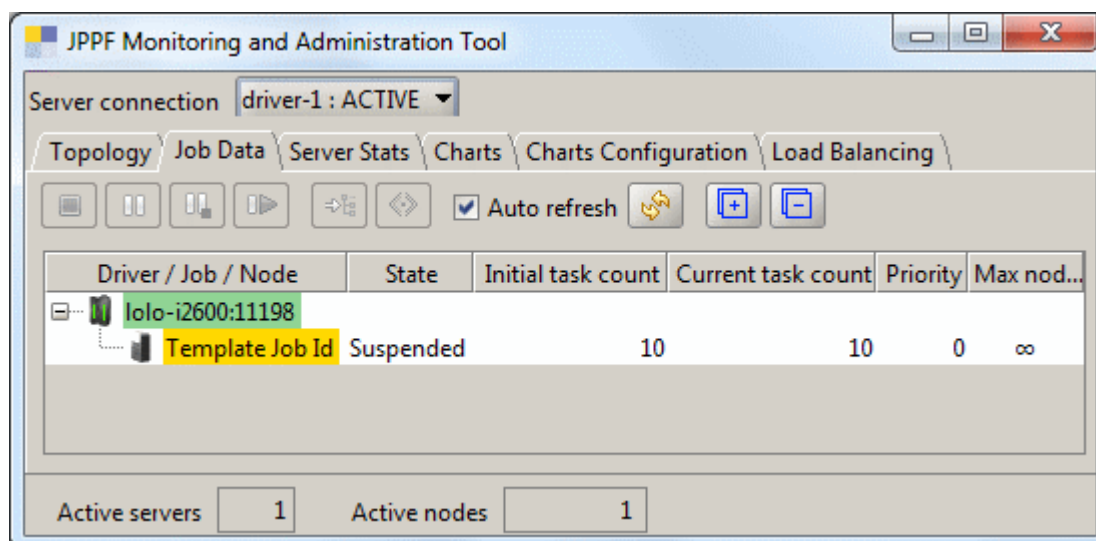 JPPF Monitoring and Administration Tool
Server connection driver-1 : ACTIVE
Topology Job Data Server Stats Charts Charts Configuration Load Balancing
Auto refresh
Driver / Job / Node State Initial task count Current task count Priority Max nod...
lolo-i2600:11198
Template Job Id Suspended 10 10 0 ∞
Active servers 1 Active nodes 1